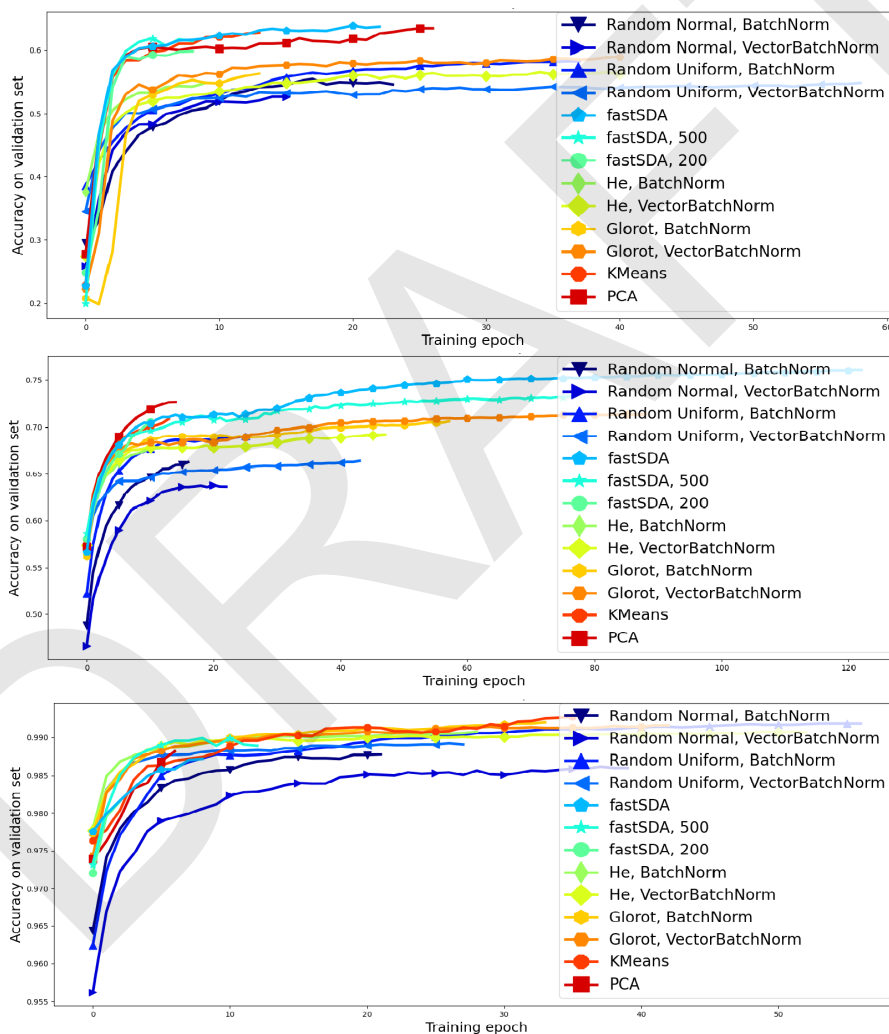 Random Normal, BatchNorm
Random Normal, VectorBatchNorm
Random Uniform, BatchNorm
Random Uniform, VectorBatchNorm
fastSDA
fastSDA, 500
fastSDA, 200
He, BatchNorm
He, VectorBatchNorm
Glorot, BatchNorm
Glorot, VectorBatchNorm
KMeans
PCA
Accuracy on validation set
0.6
0.5
0.4
0.3
0.2
0 10 20 30 40 50 60
Training epoch
Random Normal, BatchNorm
Random Normal, VectorBatchNorm
Random Uniform, BatchNorm
Random Uniform, VectorBatchNorm
fastSDA
fastSDA, 500
fastSDA, 200
He, BatchNorm
He, VectorBatchNorm
Glorot, BatchNorm
Glorot, VectorBatchNorm
KMeans
PCA
Accuracy on validation set
0.75
0.70
0.65
0.60
0.55
0.50
0 20 40 60 80 100 120
Training epoch
Random Normal, BatchNorm
Random Normal, VectorBatchNorm
Random Uniform, BatchNorm
Random Uniform, VectorBatchNorm
fastSDA
fastSDA, 500
fastSDA, 200
He, BatchNorm
He, VectorBatchNorm
Glorot, BatchNorm
Glorot, VectorBatchNorm
KMeans
PCA
Accuracy on validation set
0.990
0.985
0.980
0.975
0.970
0.965
0.960
0.955
0 10 20 30 40 50
Training epoch
DRAFT